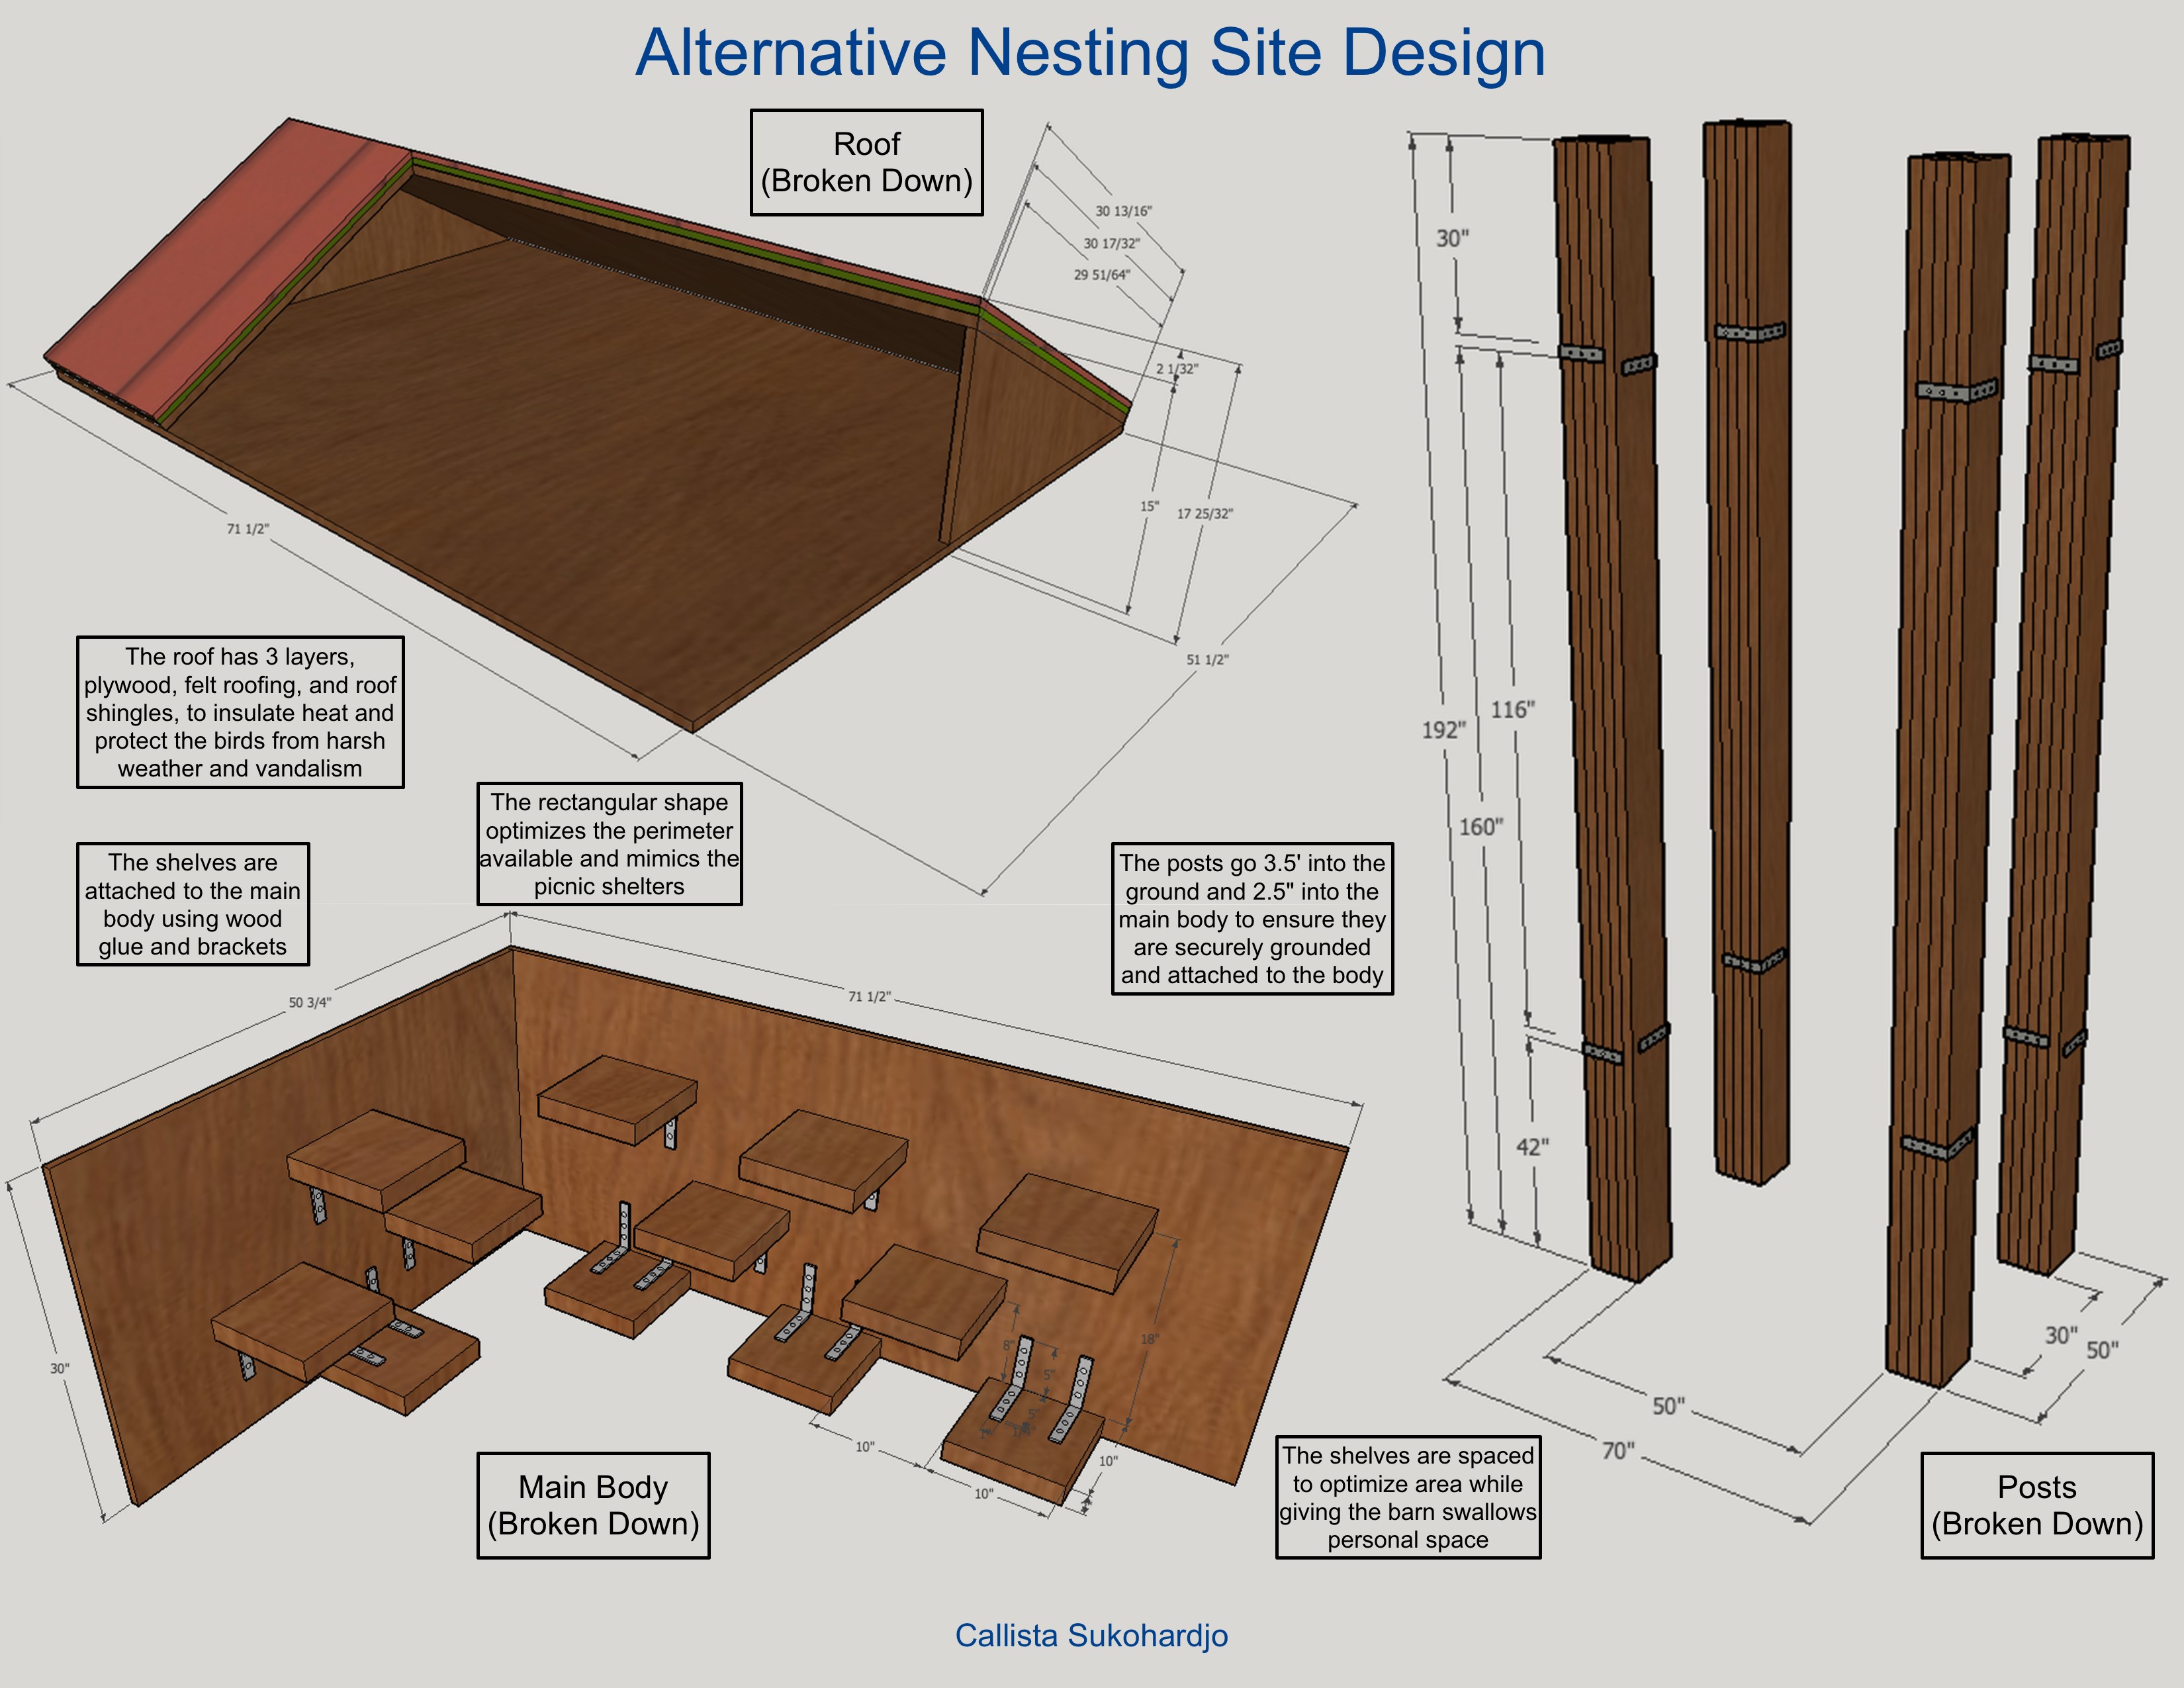 Alternative Nesting Site Design
Roof
(Broken Down)
30 13/16"
30 17/32"
29 51/64"
2 1/32"
15"
17 25/32"
71 1/2"
51 1/2"
30"
116"
192"
160"
42"
50"
70"
30"
50"
The roof has 3 layers,
plywood, felt roofing, and roof
shingles, to insulate heat and
protect the birds from harsh
weather and vandalism
The rectangular shape
optimizes the perimeter
available and mimics the
picnic shelters
The shelves are
attached to the main
body using wood
glue and brackets
The posts go 3.5' into the
ground and 2.5" into the
main body to ensure they
are securely grounded
and attached to the body
50 3/4"
71 1/2"
30"
18"
8"
5"
10"
10"
10"
Main Body
(Broken Down)
The shelves are spaced
to optimize area while
giving the barn swallows
personal space
Posts
(Broken Down)
Callista Sukohardjo